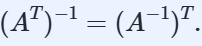 $(A^T)^{-1} = (A^{-1})^T.$